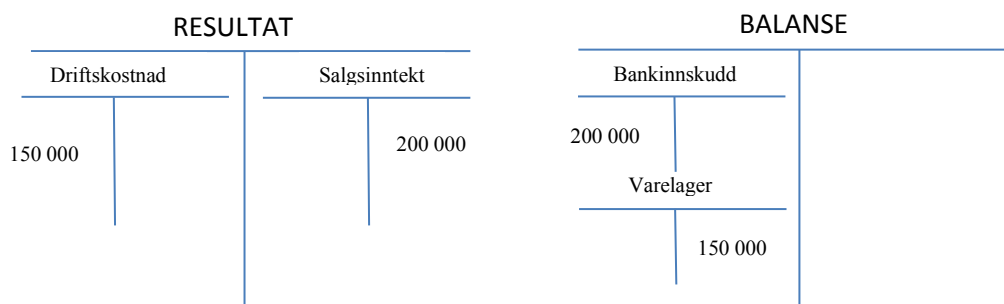 RESULTAT
Driftskostnad
Salgsinntekt
150 000
200 000
BALANSE
Bankinnskudd
200 000
Varelager
150 000